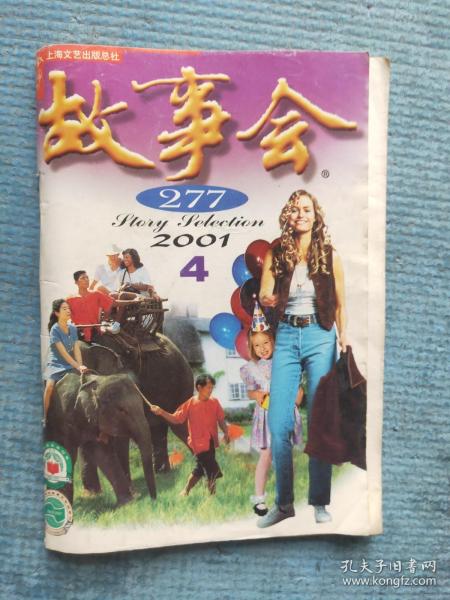 上海文艺出版总社
故事会
®
277
Story Selection
2001
4
孔夫子旧书网
www.kongfz.com